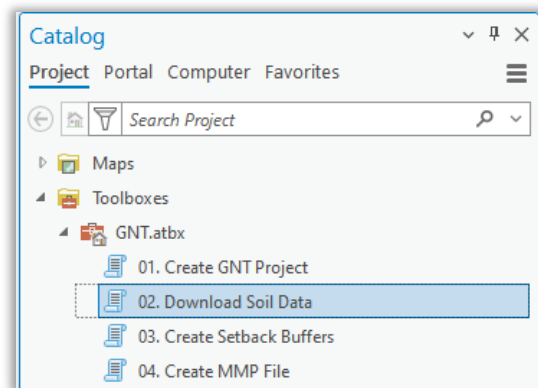 Catalog
Project Portal Computer Favorites
Search Project
Maps
Toolboxes
GNT.atbx
01. Create GNT Project
02. Download Soil Data
03. Create Setback Buffers
04. Create MMP File